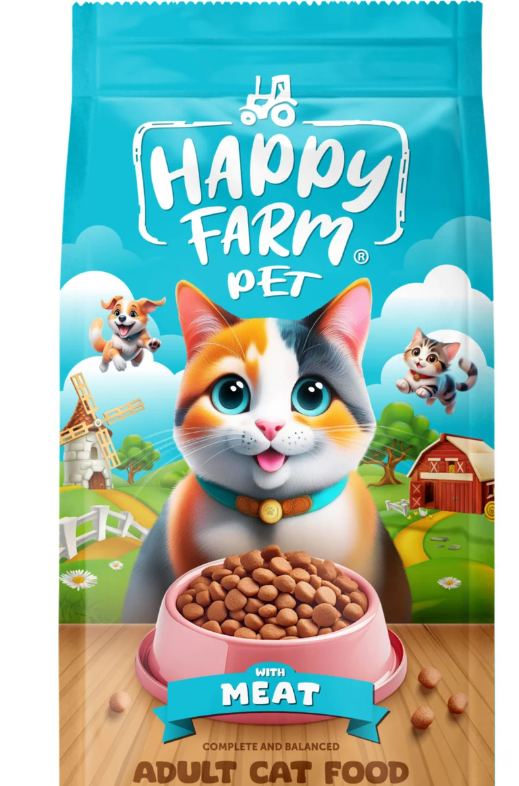 HAPPY
FARM®
PET
WITH
MEAT
COMPLETE AND BALANCED
ADULT CAT FOOD